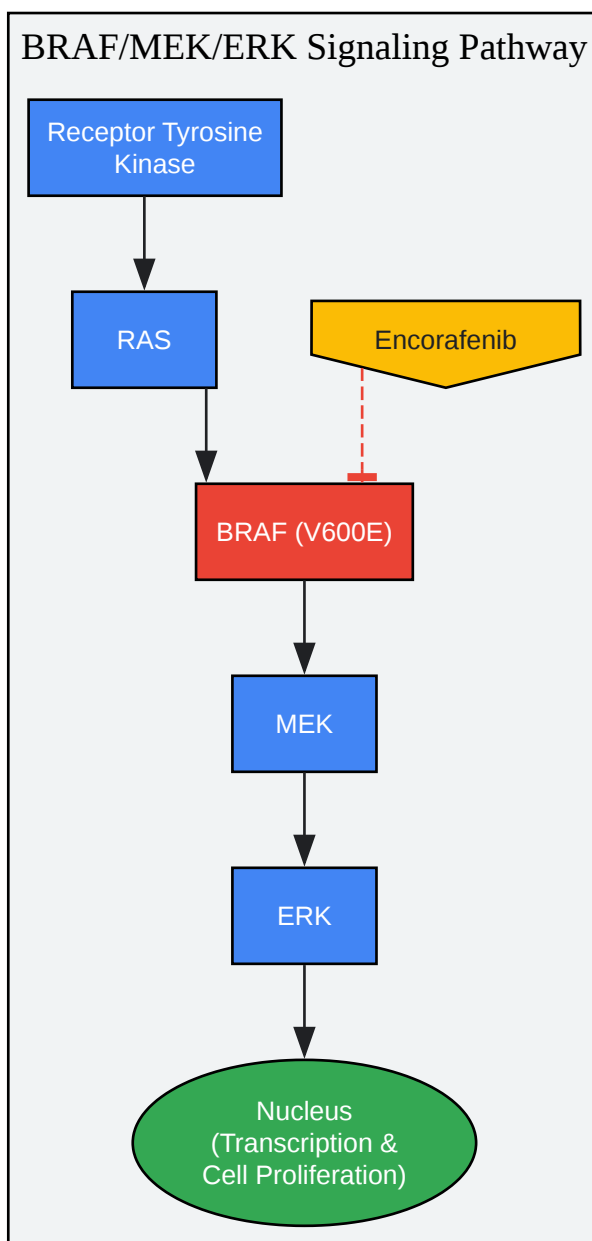 BRAF/MEK/ERK Signaling Pathway
Receptor Tyrosine
Kinase
RAS
Encorafenib
BRAF (V600E)
MEK
ERK
Nucleus
(Transcription &
Cell Proliferation)